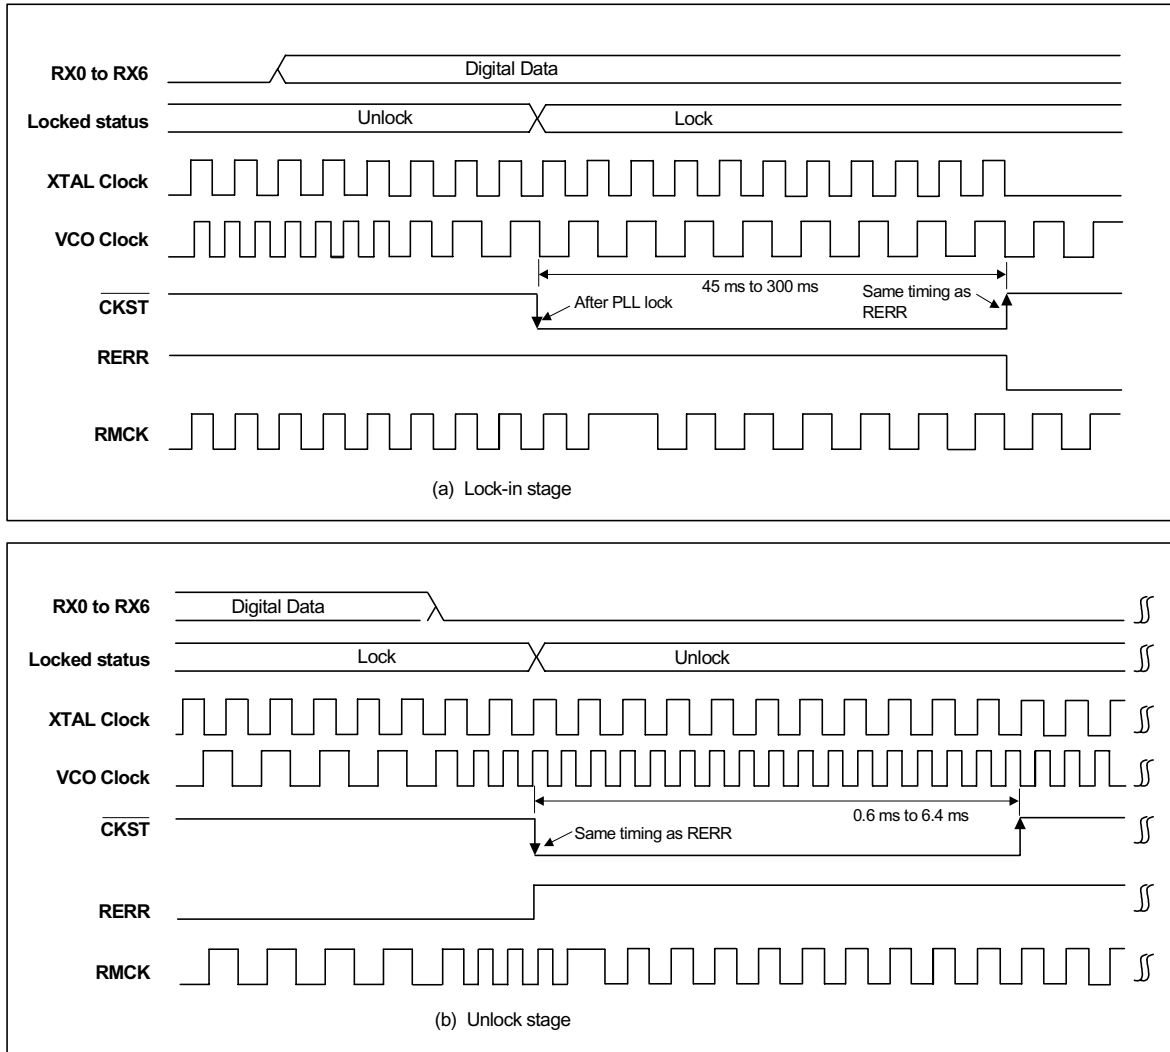 RX0 to RX6
Digital Data
Locked status
Unlock
Lock
XTAL Clock
VCO Clock
45 ms to 300 ms
CKST
After PLL lock
Same timing as
RERR
RERR
RMCK
(a) Lock-in stage
RX0 to RX6
Digital Data
Locked status
Lock
Unlock
XTAL Clock
VCO Clock
0.6 ms to 6.4 ms
CKST
Same timing as RERR
RERR
RMCK
(b) Unlock stage